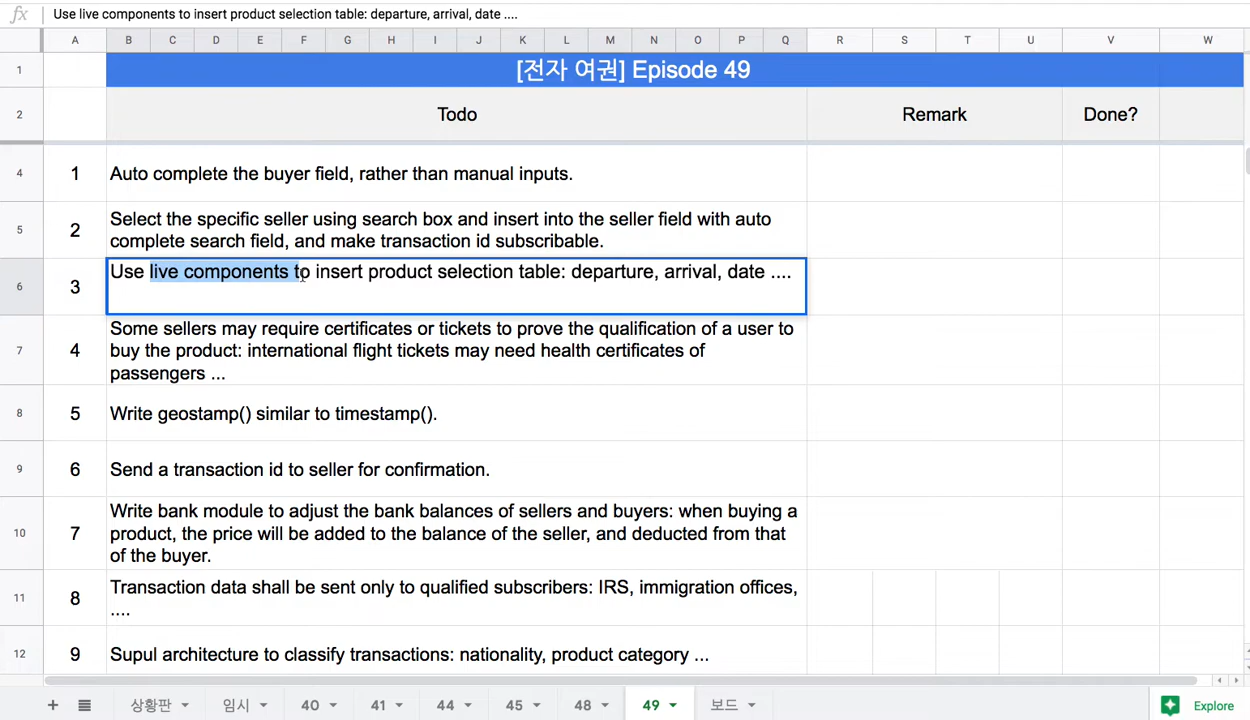 fx Use live components to insert product selection table: departure, arrival, date ....
A B C D E F G H I J K L M N O P Q R S T U V W
1 [전자 여권] Episode 49
2 Todo Remark Done?
4 1 Auto complete the buyer field, rather than manual inputs.
5 2 Select the specific seller using search box and insert into the seller field with auto
complete search field, and make transaction id subscribable.
6 3 Use live components to insert product selection table: departure, arrival, date ....
7 4 Some sellers may require certificates or tickets to prove the qualification of a user to
buy the product: international flight tickets may need health certificates of
passengers ...
8 5 Write geostamp() similar to timestamp().
9 6 Send a transaction id to seller for confirmation.
10 7 Write bank module to adjust the bank balances of sellers and buyers: when buying a
product, the price will be added to the balance of the seller, and deducted from that
of the buyer.
11 8 Transaction data shall be sent only to qualified subscribers: IRS, immigration offices,
....
12 9 Supul architecture to classify transactions: nationality, product category ...
+ 상황판 임시 40 41 44 45 48 49 보드 Explore